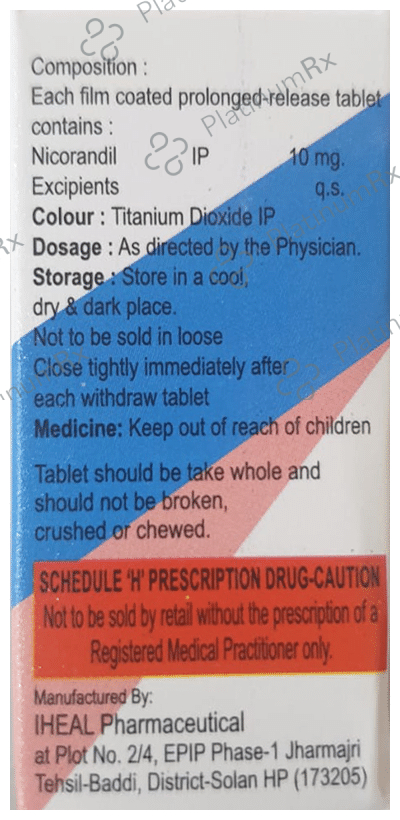 Composition :
Each film coated prolonged-release tablet
contains :
Nicorandil IP 10 mg.
Excipients q.s.
Colour : Titanium Dioxide IP
Dosage : As directed by the Physician.
Storage : Store in a cool,
dry & dark place.
Not to be sold in loose
Close tightly immediately after
each withdraw tablet
Medicine: Keep out of reach of children
Tablet should be take whole and
should not be broken,
crushed or chewed.
SCHEDULE 'H' PRESCRIPTION DRUG-CAUTION
Not to be sold by retail without the prescription of a
Registered Medical Practitioner only.
Manufactured By:
IHEAL Pharmaceutical
at Plot No. 2/4, EPIP Phase-1 Jharmajri
Tehsil-Baddi, District-Solan HP (173205)
PlatinumRx